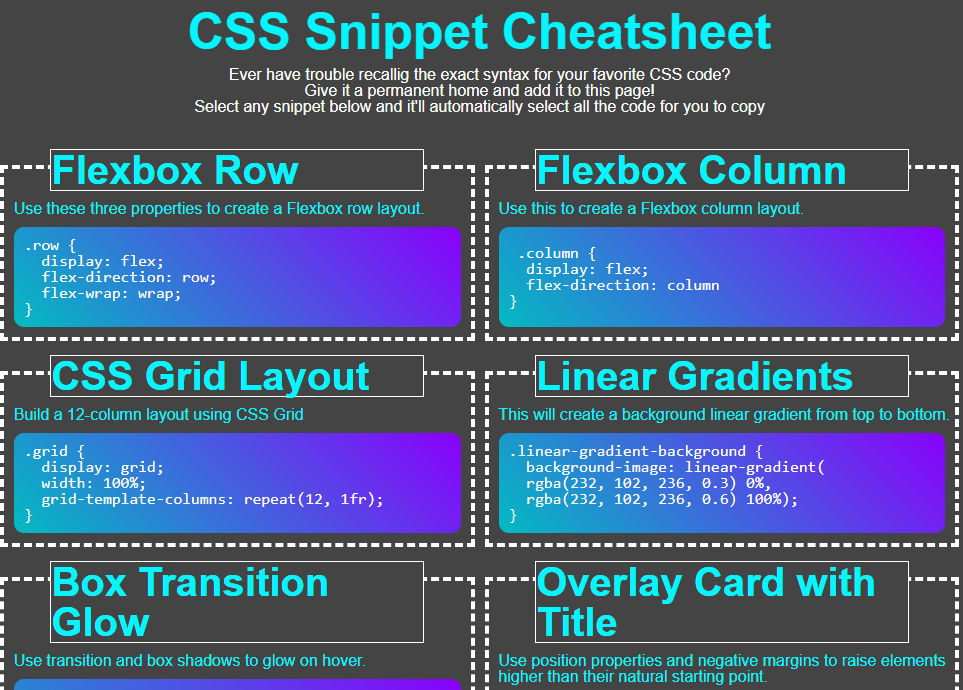 CSS Snippet Cheatsheet
Ever have trouble recallig the exact syntax for your favorite CSS code?
Give it a permanent home and add it to this page!
Select any snippet below and it'll automatically select all the code for you to copy
Flexbox Row
Use these three properties to create a Flexbox row layout.
.row {
  display: flex;
  flex-direction: row;
  flex-wrap: wrap;
}
Flexbox Column
Use this to create a Flexbox column layout.
.column {
  display: flex;
  flex-direction: column
}
CSS Grid Layout
Build a 12-column layout using CSS Grid
.grid {
  display: grid;
  width: 100%;
  grid-template-columns: repeat(12, 1fr);
}
Linear Gradients
This will create a background linear gradient from top to bottom.
.linear-gradient-background {
  background-image: linear-gradient(
  rgba(232, 102, 236, 0.3) 0%,
  rgba(232, 102, 236, 0.6) 100%);
}
Box Transition
Glow
Use transition and box shadows to glow on hover.
Overlay Card with
Title
Use position properties and negative margins to raise elements
higher than their natural starting point.